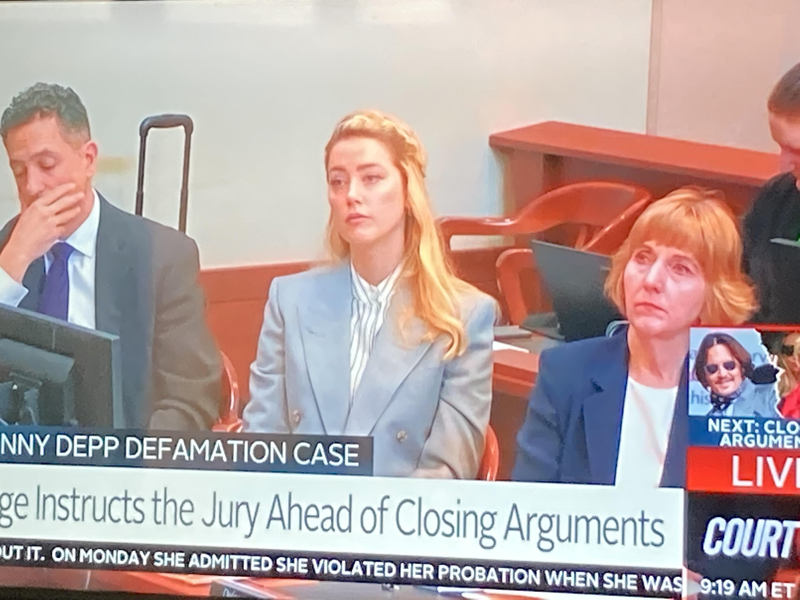 NNY DEPP DEFAMATION CASE
ge Instructs the Jury Ahead of Closing Arguments
OUT IT. ON MONDAY SHE ADMITTED SHE VIOLATED HER PROBATION WHEN SHE WAS
NEXT: CLO
ARGUMEN
LIV
COURT
9:19 AM ET